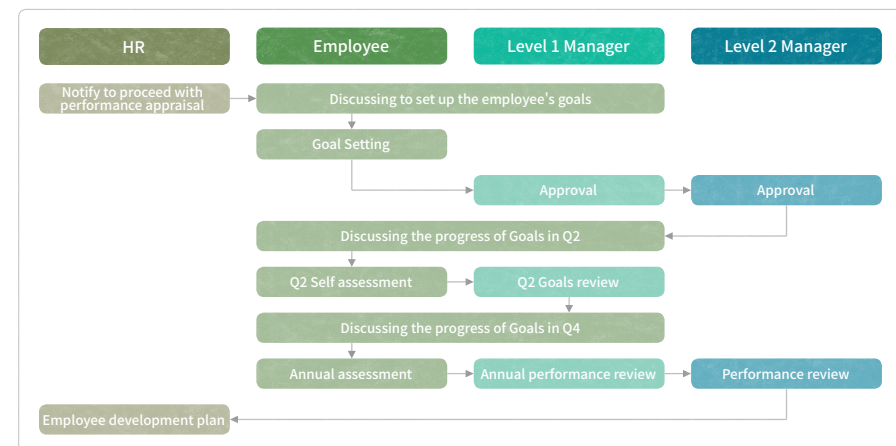 HR
Employee
Level 1 Manager
Level 2 Manager
Notify to proceed with
performance appraisal
Discussing to set up the employee's goals
Goal Setting
Approval
Approval
Discussing the progress of Goals in Q2
Q2 Self assessment
Q2 Goals review
Discussing the progress of Goals in Q4
Annual assessment
Annual performance review
Performance review
Employee development plan